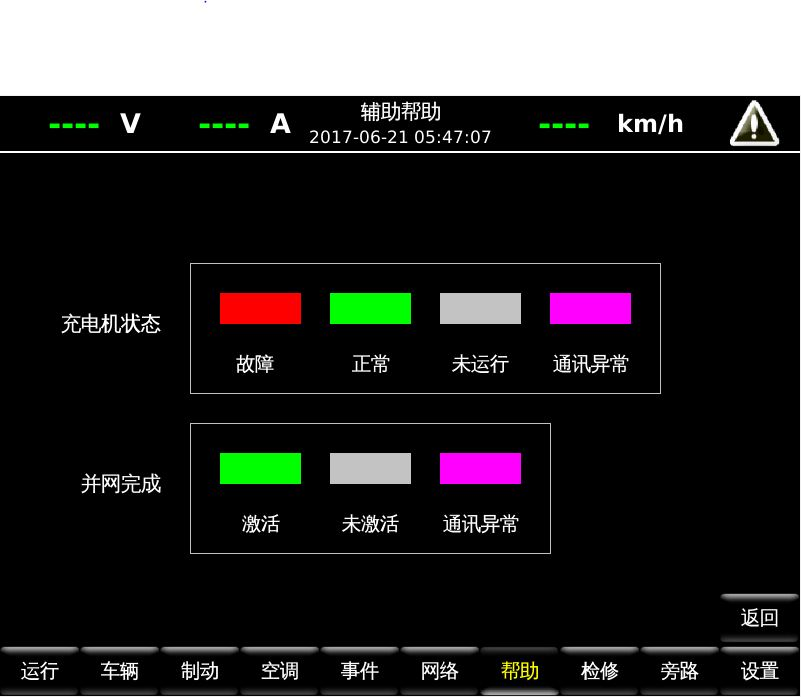 ---- V ---- A 辅助帮助 ---- km/h
2017-06-21 05:47:07
充电机状态
故障 正常 未运行 通讯异常
并网完成
激活 未激活 通讯异常
返回
运行 车辆 制动 空调 事件 网络 帮助 检修 旁路 设置